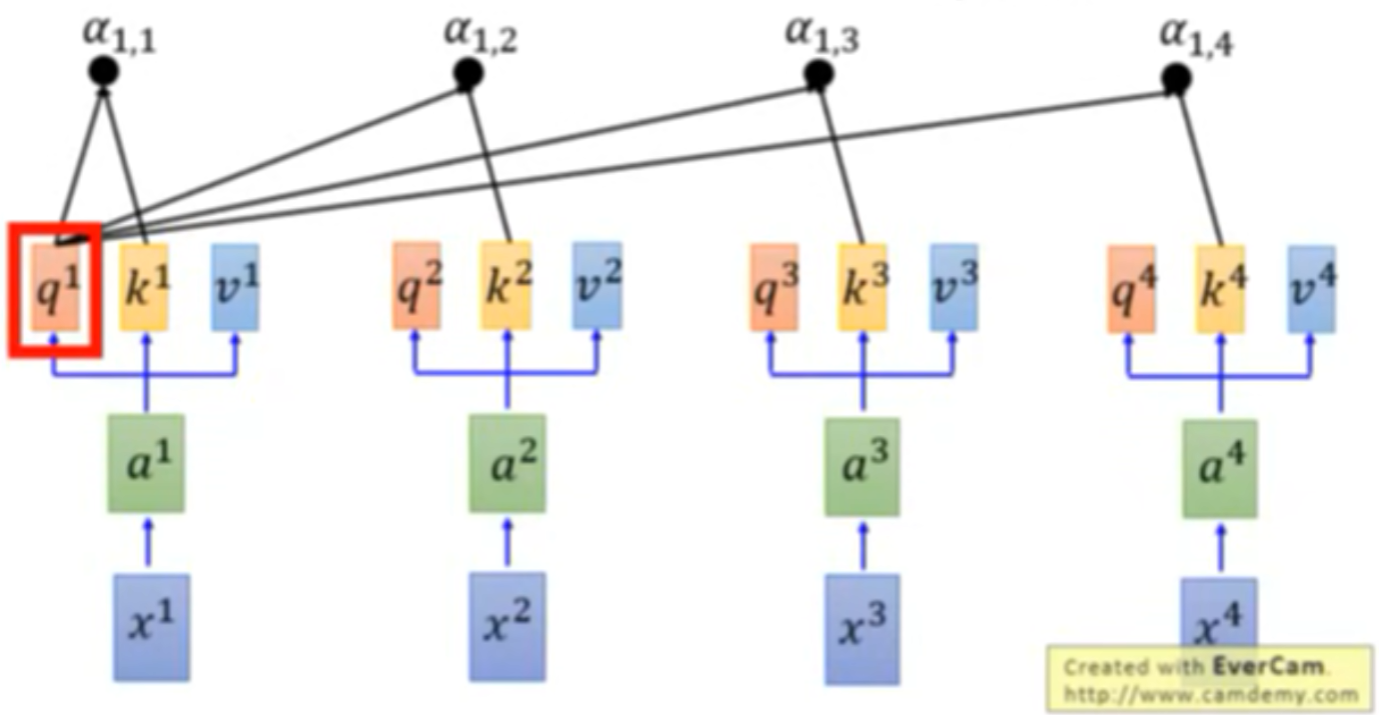 α₁,₁ α₁,₂ α₁,₃ α₁,₄
q¹ k¹ v¹ q² k² v² q³ k³ v³ q⁴ k⁴ v⁴
a¹ a² a³ a⁴
x¹ x² x³ x⁴
Created with EverCam.
http://www.camdemy.com